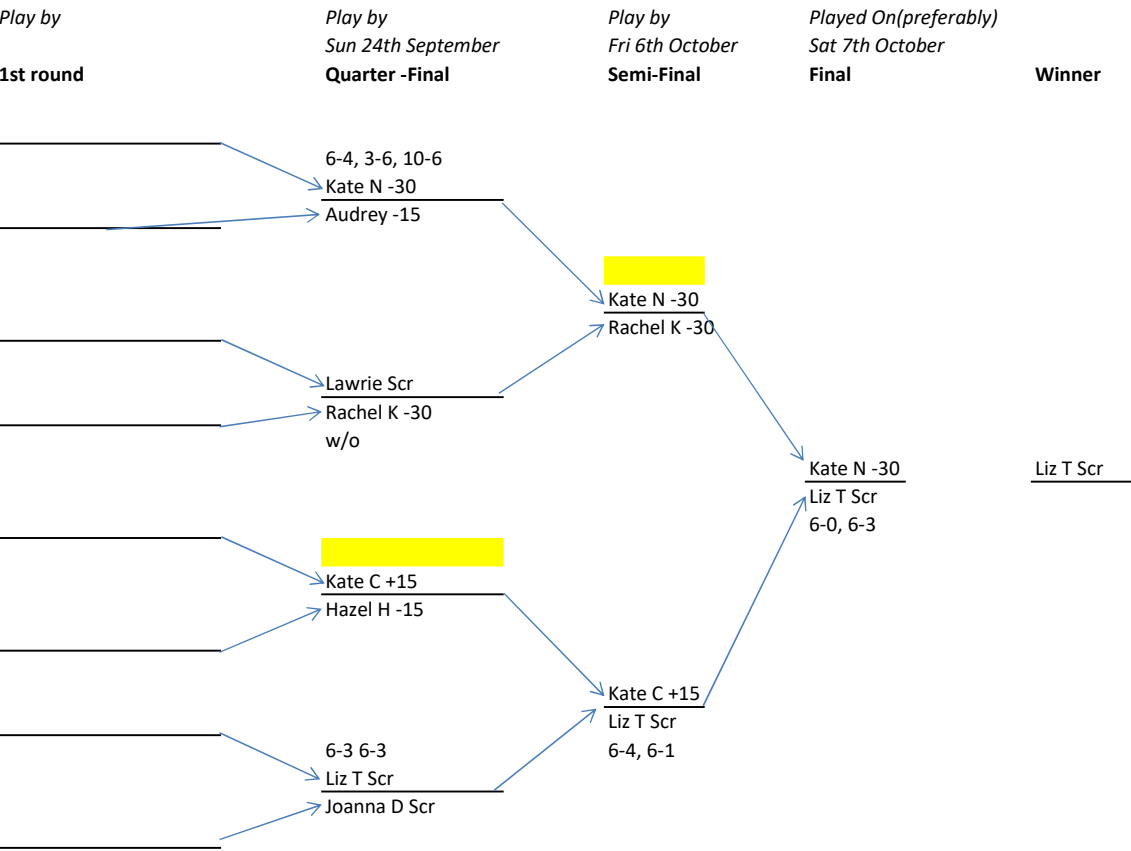 Play by
Play by
Play by
Played On(preferably)
Sun 24th September
Fri 6th October
Sat 7th October
1st round
Quarter -Final
Semi-Final
Final
Winner
6-4, 3-6, 10-6
Kate N -30
Audrey -15
Kate N -30
Rachel K -30
Lawrie Scr
Rachel K -30
w/o
Kate N -30
Liz T Scr
Liz T Scr
6-0, 6-3
Kate C +15
Hazel H -15
Kate C +15
Liz T Scr
6-4, 6-1
6-3 6-3
Liz T Scr
Joanna D Scr